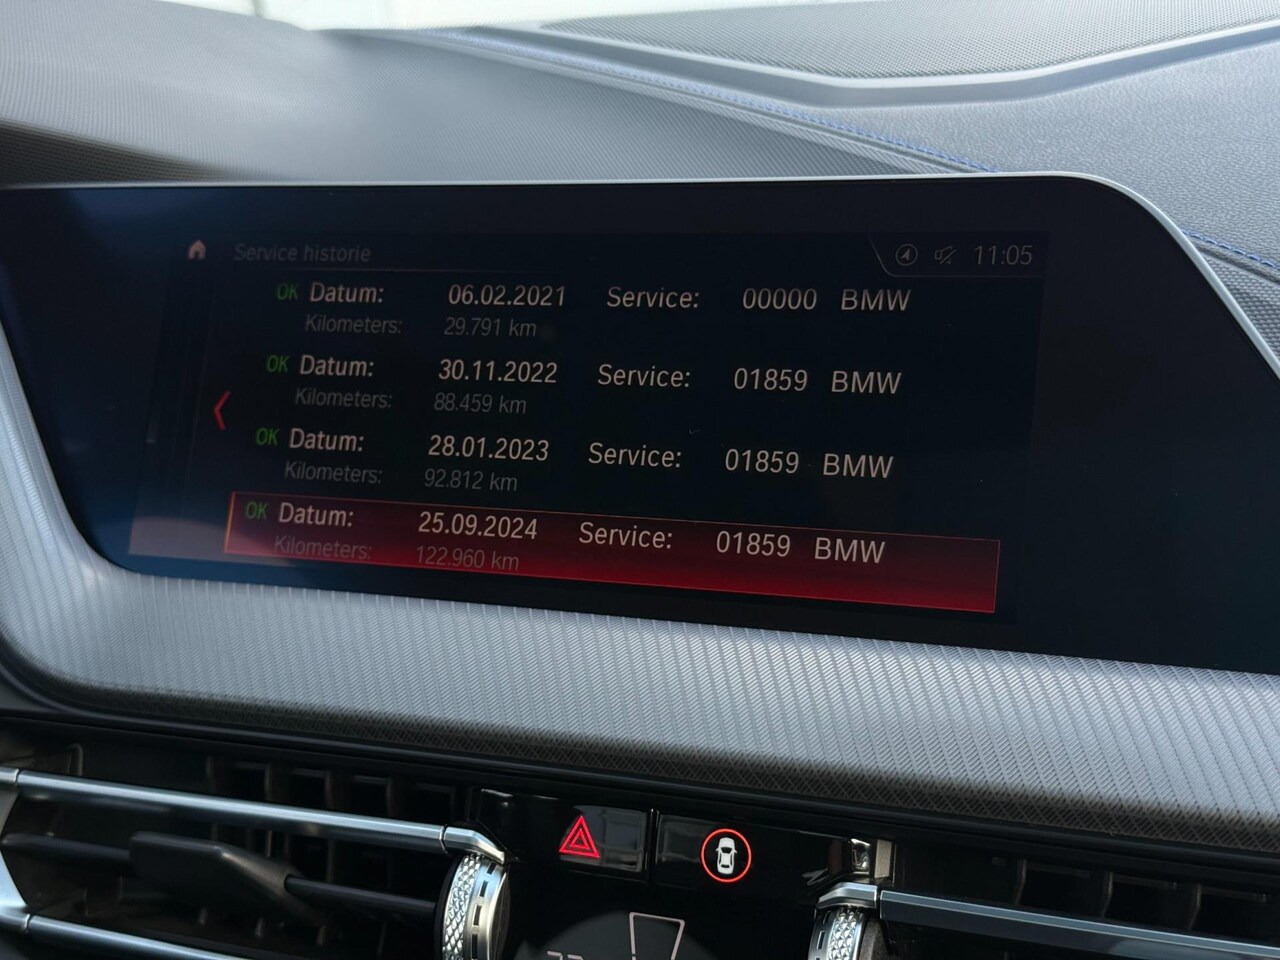 Service historie 11:05
OK Datum: 06.02.2021 Service: 00000 BMW
Kilometers: 29.791 km
OK Datum: 30.11.2022 Service: 01859 BMW
Kilometers: 88.459 km
OK Datum: 28.01.2023 Service: 01859 BMW
Kilometers: 92.812 km
OK Datum: 25.09.2024 Service: 01859 BMW
Kilometers: 122.960 km